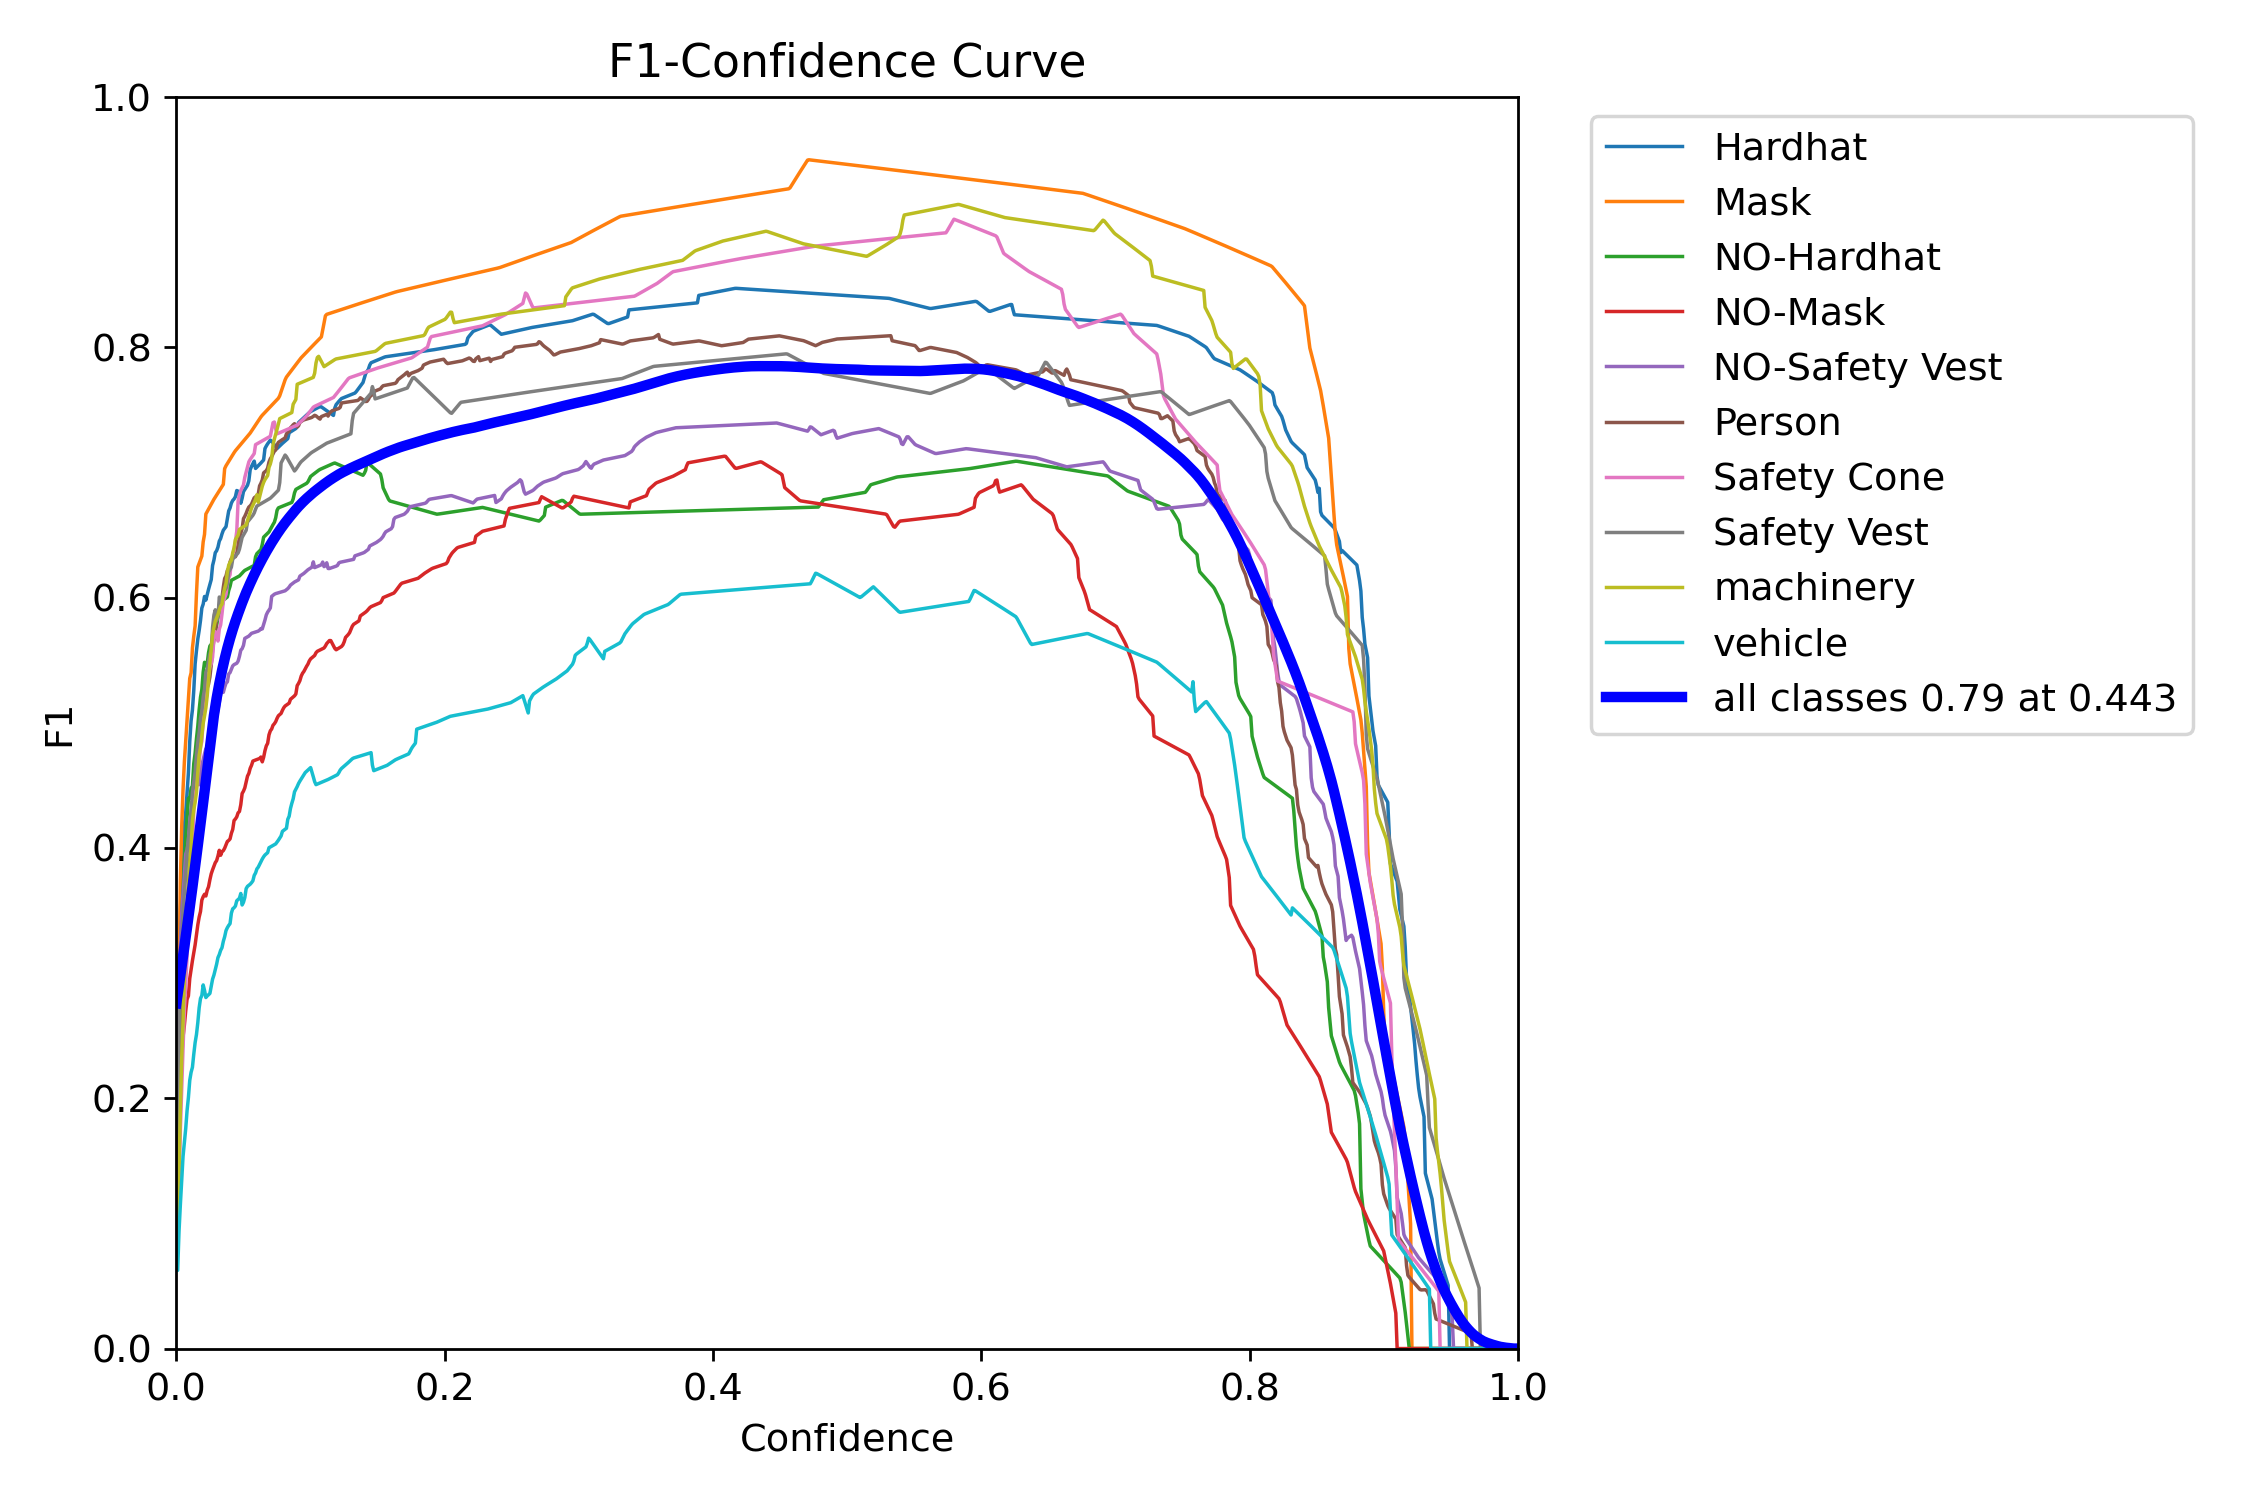 F1-Confidence Curve
1.0
0.8
0.6
0.4
0.2
0.0
F1
0.0 0.2 0.4 0.6 0.8 1.0
Confidence
Hardhat
Mask
NO-Hardhat
NO-Mask
NO-Safety Vest
Person
Safety Cone
Safety Vest
machinery
vehicle
all classes 0.79 at 0.443